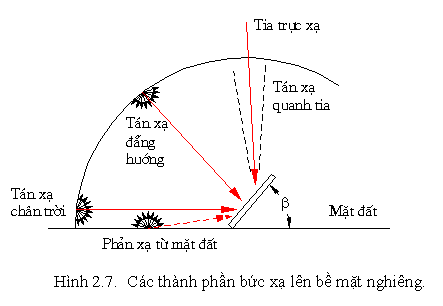 Tia trực xạ
Tán xạ
quanh tia
Tán xạ
đẳng
hướng
Tán xạ
chân trời
β
Mặt đất
Phản xạ từ mặt đất
Hình 2.7. Các thành phần bức xạ lên bề mặt nghiêng.